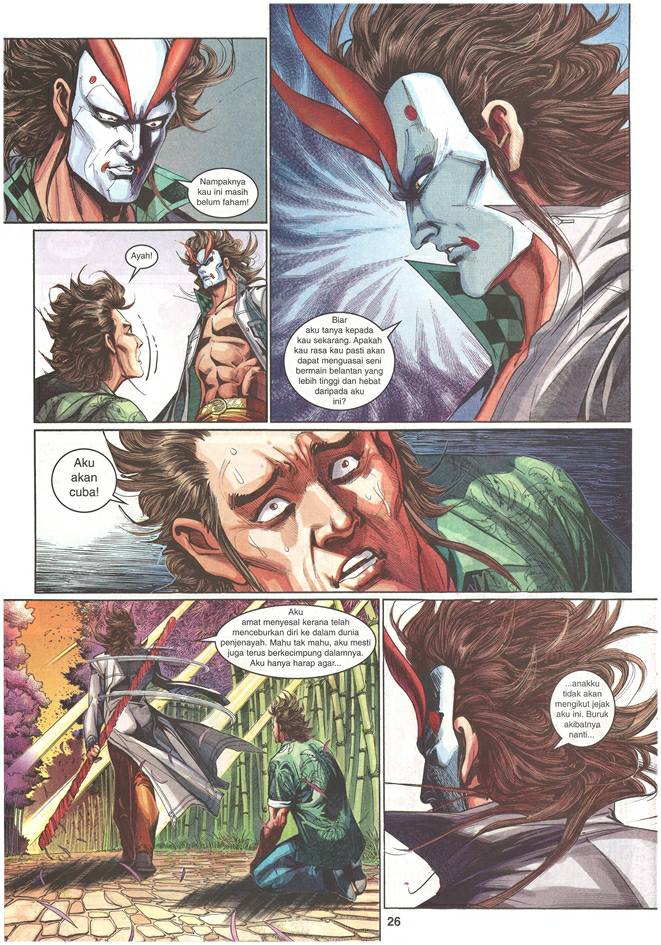 Nampaknya
kau ini masih
belum faham!
Biar
aku tanya kepada
kau sekarang. Apakah
kau rasa kau pasti akan
dapat menguasai seni
bermain belantan yang
lebih tinggi dan hebat
daripada aku
ini?
Ayah!
Aku
akan
cuba!
Aku
amat menyesal kerana telah
menceburkan diri ke dalam dunia
penjenayah. Mahu tak mahu, aku mesti
juga terus berkecimpung dalamnya.
Aku hanya harap agar...
...anakku
tidak akan
mengikut jejak
aku ini. Buruk
akibatnya
nanti...
26